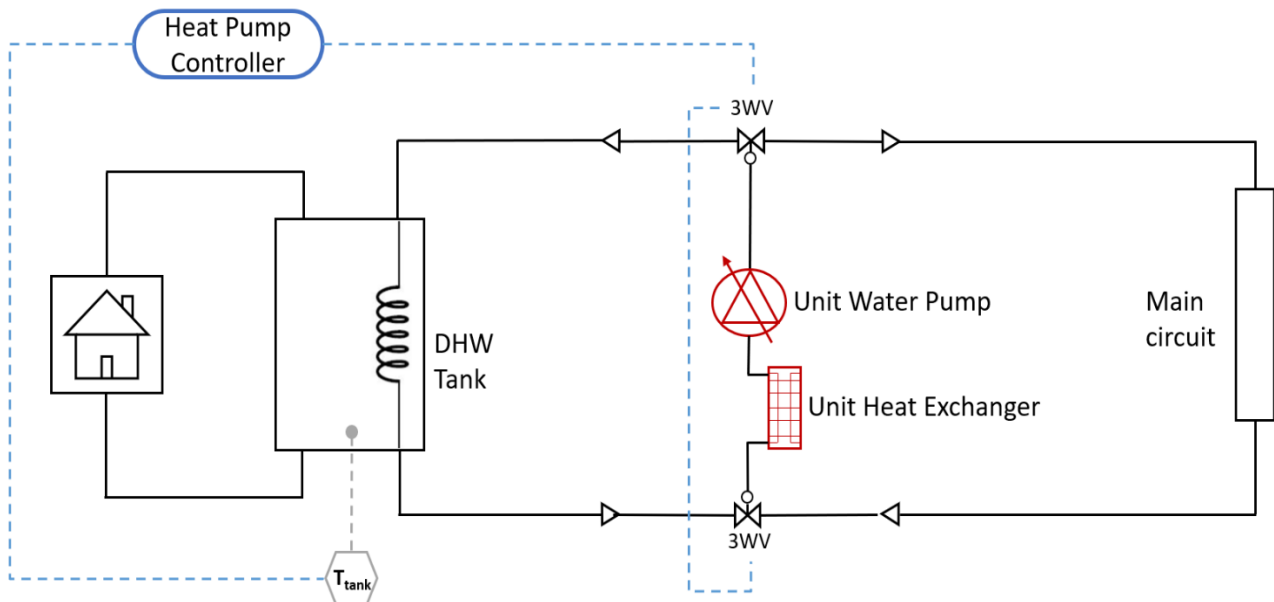 Heat Pump
Controller
3WV
Unit Water Pump
Main
circuit
DHW
Tank
Unit Heat Exchanger
3WV
Ttank